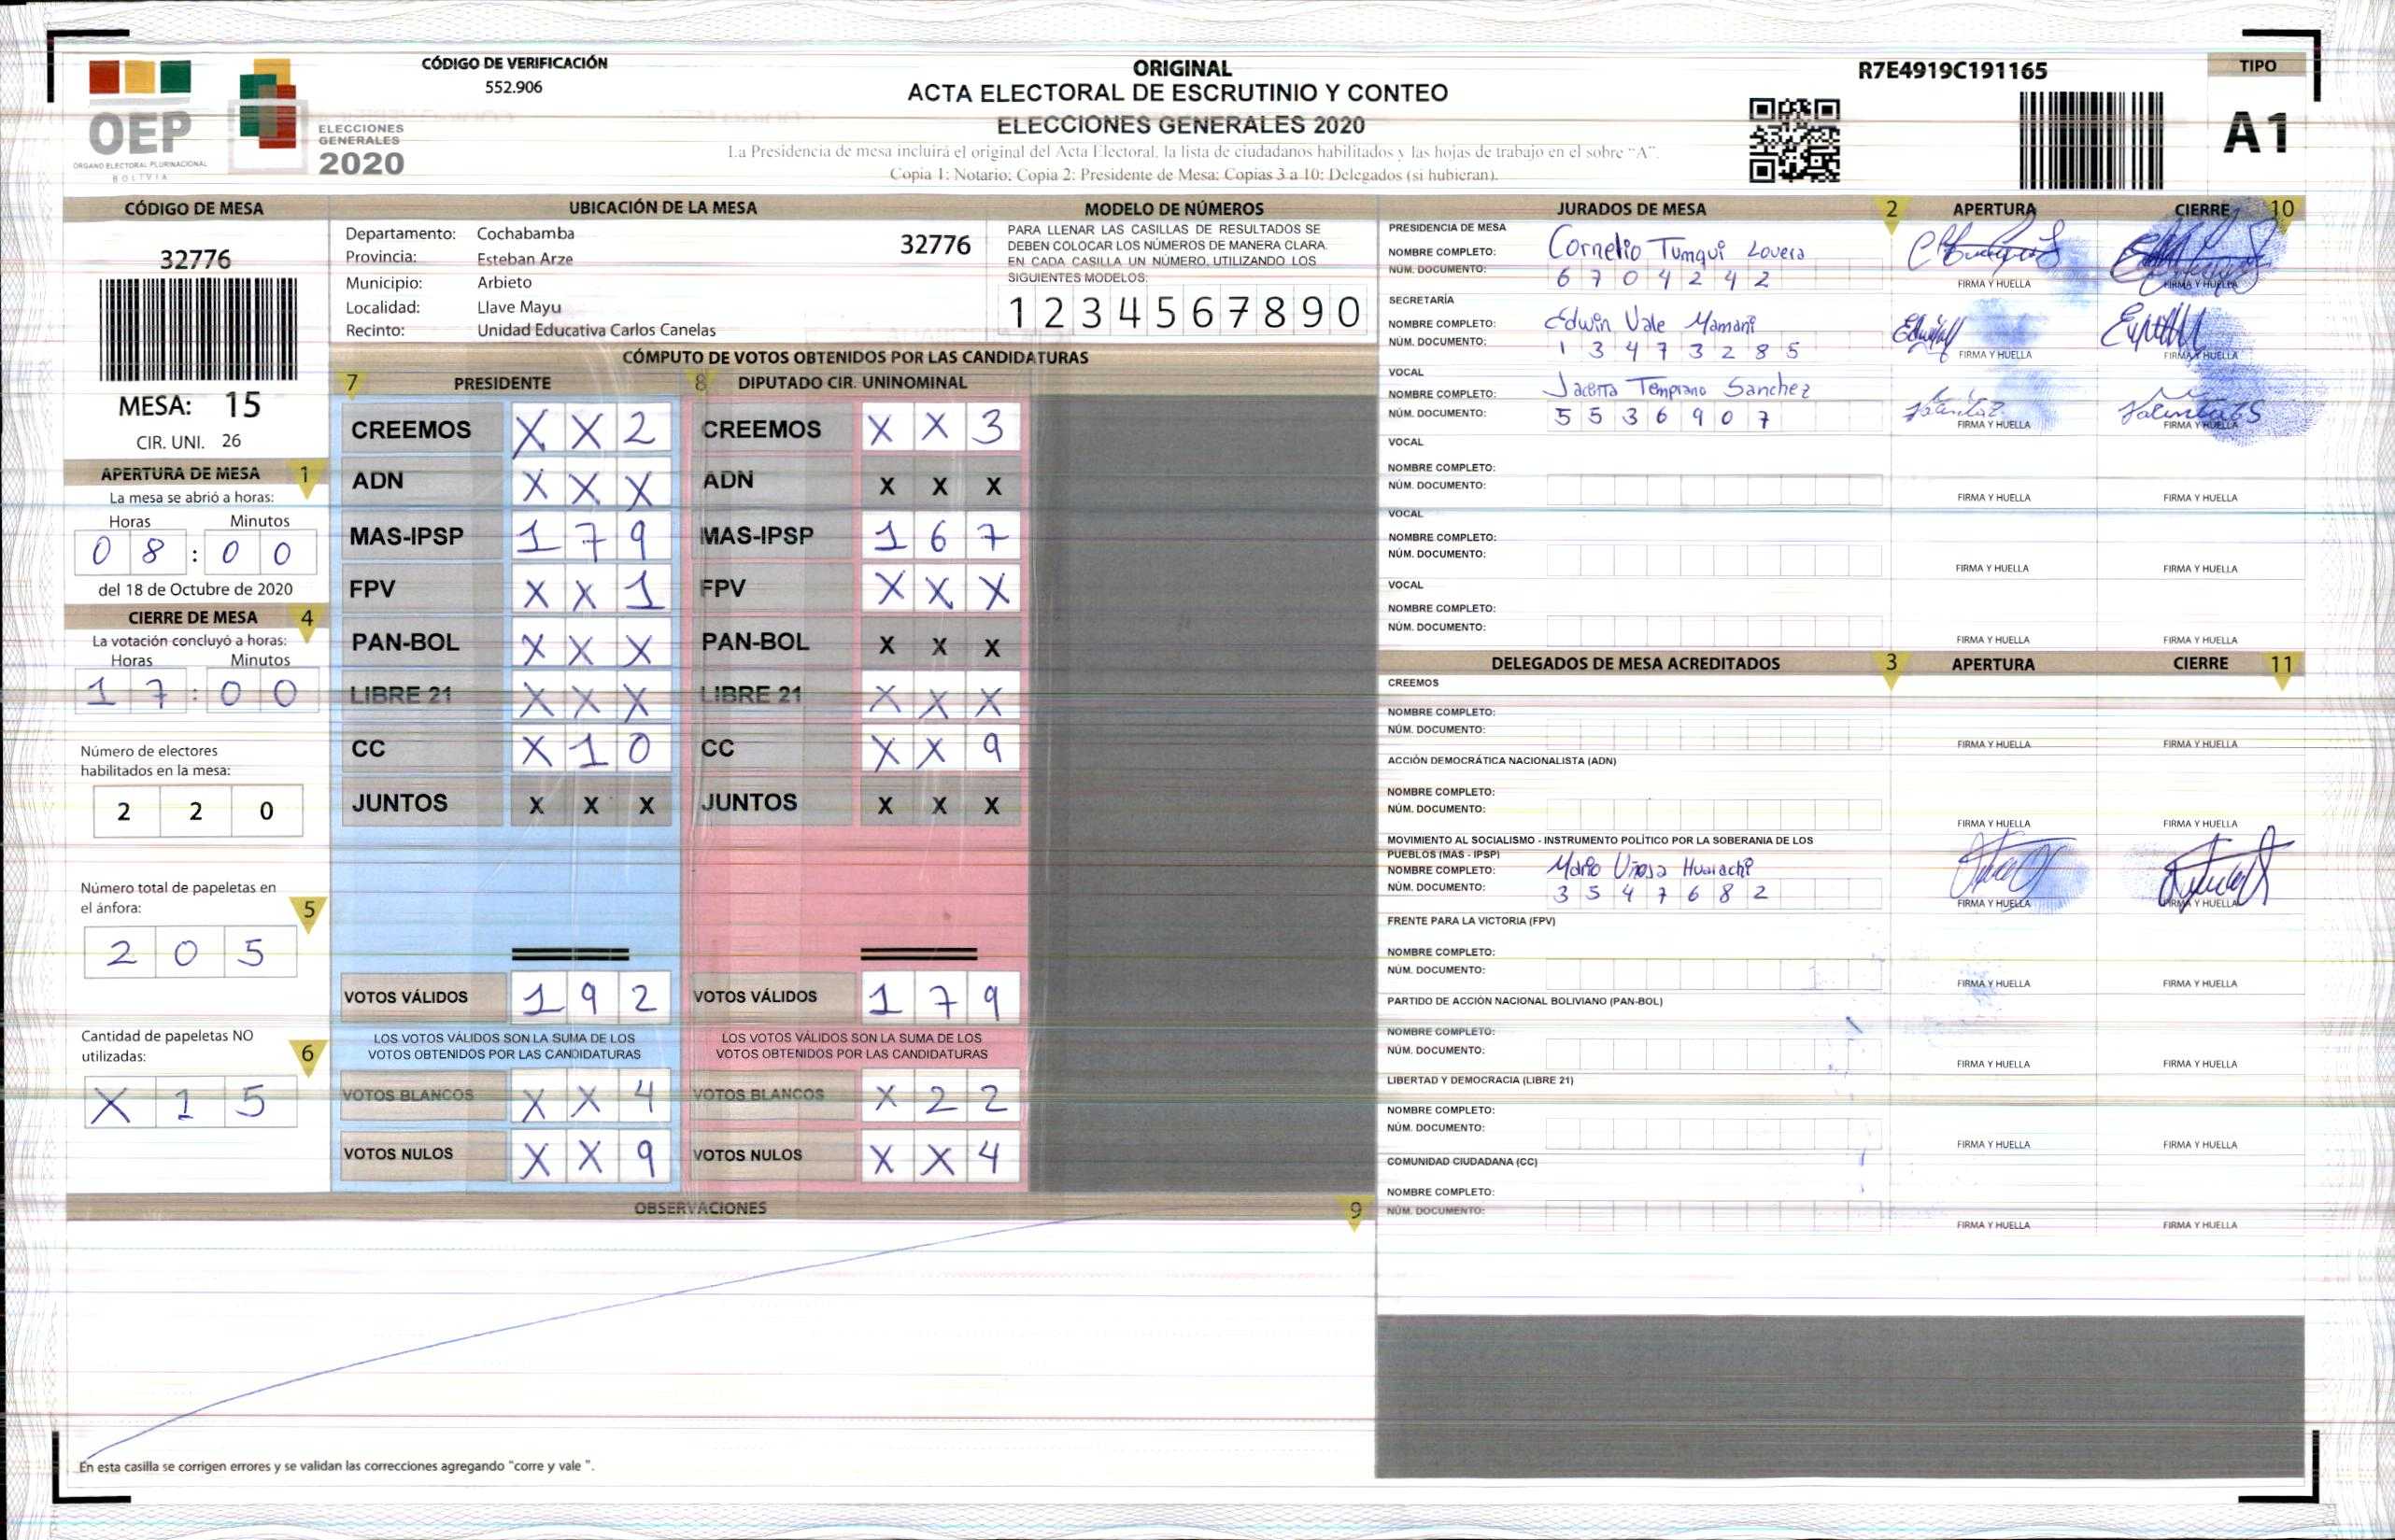 CÓDIGO DE VERIFICACIÓN
552.906
ORIGINAL
ACTA ELECTORAL DE ESCRUTINIO Y CONTEO
ELECCIONES GENERALES 2020
La Presidencia de mesa incluirá el original del Acta Electoral, la lista de ciudadanos habilitados y las hojas de trabajo en el sobre "A".
Copia 1: Notario; Copia 2: Presidente de Mesa; Copias 3 a 10: Delegados (si hubieran).
R7E4919C191165
TIPO
A1
OEP
ÓRGANO ELECTORAL PLURINACIONAL
BOLIVIA
ELECCIONES
GENERALES
2020
CÓDIGO DE MESA
32776
MESA: 15
CIR. UNI. 26
APERTURA DE MESA 1
La mesa se abrió a horas:
Horas Minutos
0 8 : 0 0
del 18 de Octubre de 2020
CIERRE DE MESA 4
La votación concluyó a horas:
Horas Minutos
1 7 : 0 0
Número de electores
habilitados en la mesa:
2 2 0
Número total de papeletas en
el ánfora: 5
2 0 5
Cantidad de papeletas NO
utilizadas: 6
X 1 5
UBICACIÓN DE LA MESA
Departamento: Cochabamba 32776
Provincia: Esteban Arze
Municipio: Arbieto
Localidad: Llave Mayu
Recinto: Unidad Educativa Carlos Canelas
MODELO DE NÚMEROS
PARA LLENAR LAS CASILLAS DE RESULTADOS SE
DEBEN COLOCAR LOS NÚMEROS DE MANERA CLARA.
EN CADA CASILLA UN NÚMERO, UTILIZANDO LOS
SIGUIENTES MODELOS:
1 2 3 4 5 6 7 8 9 0
CÓMPUTO DE VOTOS OBTENIDOS POR LAS CANDIDATURAS
7 PRESIDENTE 8 DIPUTADO CIR. UNINOMINAL
CREEMOS X X 2 CREEMOS X X 3
ADN X X X ADN X X X
MAS-IPSP 1 7 9 MAS-IPSP 1 6 7
FPV X X 1 FPV X X X
PAN-BOL X X X PAN-BOL X X X
LIBRE 21 X X X LIBRE 21 X X X
CC X 1 0 CC X X 9
JUNTOS X X X JUNTOS X X X
VOTOS VÁLIDOS 1 9 2 VOTOS VÁLIDOS 1 7 9
LOS VOTOS VÁLIDOS SON LA SUMA DE LOS LOS VOTOS VÁLIDOS SON LA SUMA DE LOS
VOTOS OBTENIDOS POR LAS CANDIDATURAS VOTOS OBTENIDOS POR LAS CANDIDATURAS
VOTOS BLANCOS X X 4 VOTOS BLANCOS X 2 2
VOTOS NULOS X X 9 VOTOS NULOS X X 4
OBSERVACIONES 9
En esta casilla se corrigen errores y se validan las correcciones agregando "corre y vale ".
JURADOS DE MESA 2 APERTURA CIERRE 10
PRESIDENCIA DE MESA
NOMBRE COMPLETO: Cornelio Tumqui Lovera
NÚM. DOCUMENTO: 6 7 0 4 2 4 2
FIRMA Y HUELLA FIRMA Y HUELLA
SECRETARÍA
NOMBRE COMPLETO: Edwin Vale Mamani
NÚM. DOCUMENTO: 1 3 4 7 3 2 8 5
FIRMA Y HUELLA FIRMA Y HUELLA
VOCAL
NOMBRE COMPLETO: Temprano Sanchez
NÚM. DOCUMENTO: 5 5 3 6 9 0 7
FIRMA Y HUELLA FIRMA Y HUELLA
VOCAL
NOMBRE COMPLETO:
NÚM. DOCUMENTO:
FIRMA Y HUELLA FIRMA Y HUELLA
VOCAL
NOMBRE COMPLETO:
NÚM. DOCUMENTO:
FIRMA Y HUELLA FIRMA Y HUELLA
VOCAL
NOMBRE COMPLETO:
NÚM. DOCUMENTO:
FIRMA Y HUELLA FIRMA Y HUELLA
DELEGADOS DE MESA ACREDITADOS 3 APERTURA CIERRE 11
CREEMOS
NOMBRE COMPLETO:
NÚM. DOCUMENTO:
FIRMA Y HUELLA FIRMA Y HUELLA
ACCIÓN DEMOCRÁTICA NACIONALISTA (ADN)
NOMBRE COMPLETO:
NÚM. DOCUMENTO:
FIRMA Y HUELLA FIRMA Y HUELLA
MOVIMIENTO AL SOCIALISMO - INSTRUMENTO POLÍTICO POR LA SOBERANIA DE LOS
PUEBLOS (MAS - IPSP)
NOMBRE COMPLETO: Mario
NÚM. DOCUMENTO: 3 5 4 7 6 8 2
FIRMA Y HUELLA FIRMA Y HUELLA
FRENTE PARA LA VICTORIA (FPV)
NOMBRE COMPLETO:
NÚM. DOCUMENTO:
FIRMA Y HUELLA FIRMA Y HUELLA
PARTIDO DE ACCIÓN NACIONAL BOLIVIANO (PAN-BOL)
NOMBRE COMPLETO:
NÚM. DOCUMENTO:
FIRMA Y HUELLA FIRMA Y HUELLA
LIBERTAD Y DEMOCRACIA (LIBRE 21)
NOMBRE COMPLETO:
NÚM. DOCUMENTO:
FIRMA Y HUELLA FIRMA Y HUELLA
COMUNIDAD CIUDADANA (CC)
NOMBRE COMPLETO:
NÚM. DOCUMENTO:
FIRMA Y HUELLA FIRMA Y HUELLA